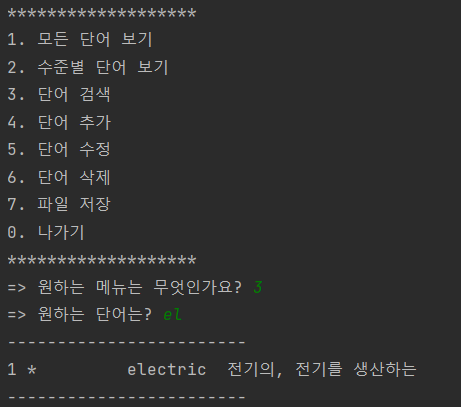 *******************
1. 모든 단어 보기
2. 수준별 단어 보기
3. 단어 검색
4. 단어 추가
5. 단어 수정
6. 단어 삭제
7. 파일 저장
0. 나가기
*******************
=> 원하는 메뉴는 무엇인가요? 3
=> 원하는 단어는? el
------------------------
1 *         electric  전기의, 전기를 생산하는
------------------------